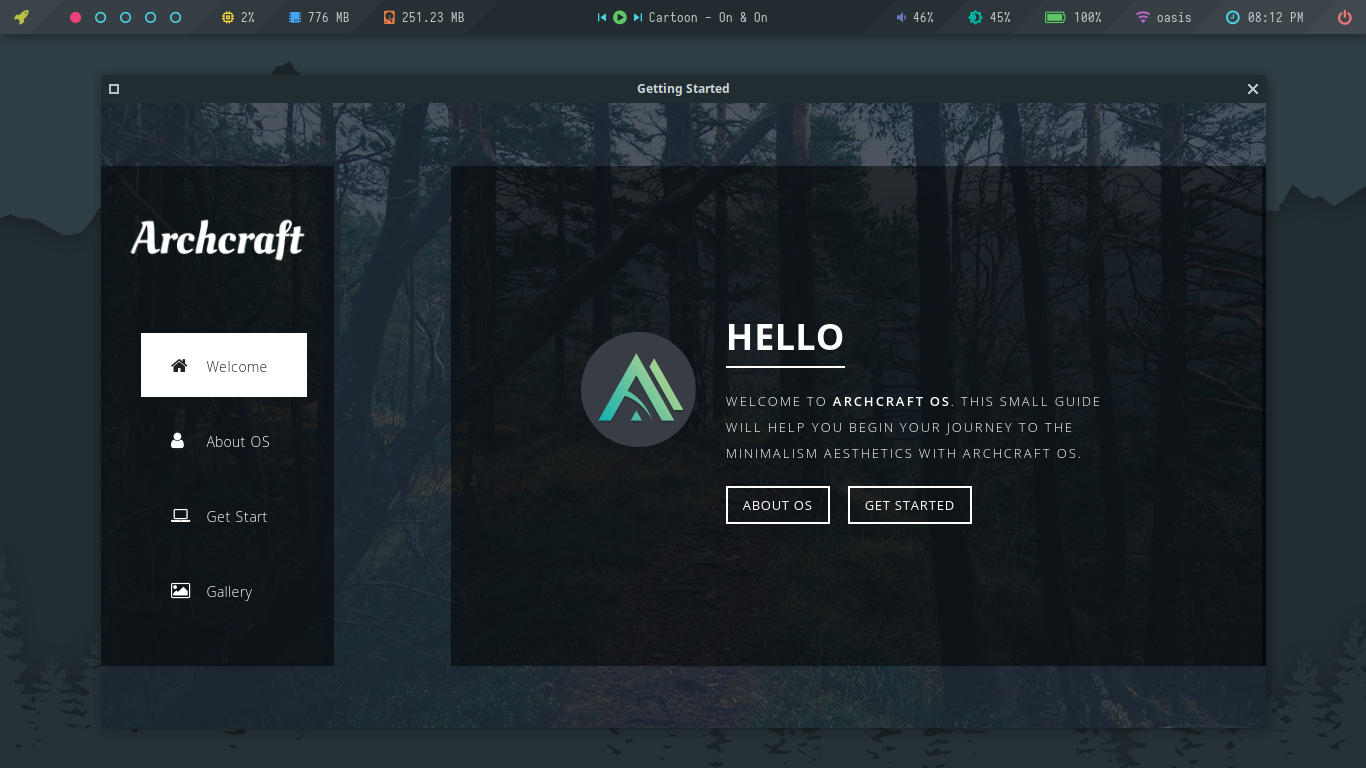 2% 776 MB 251.23 MB Cartoon - On & On 46% 45% 100% oasis 08:12 PM
Getting Started
Archcraft
Welcome
About OS
Get Start
Gallery
HELLO
WELCOME TO ARCHCRAFT OS. THIS SMALL GUIDE
WILL HELP YOU BEGIN YOUR JOURNEY TO THE
MINIMALISM AESTHETICS WITH ARCHCRAFT OS.
ABOUT OS GET STARTED